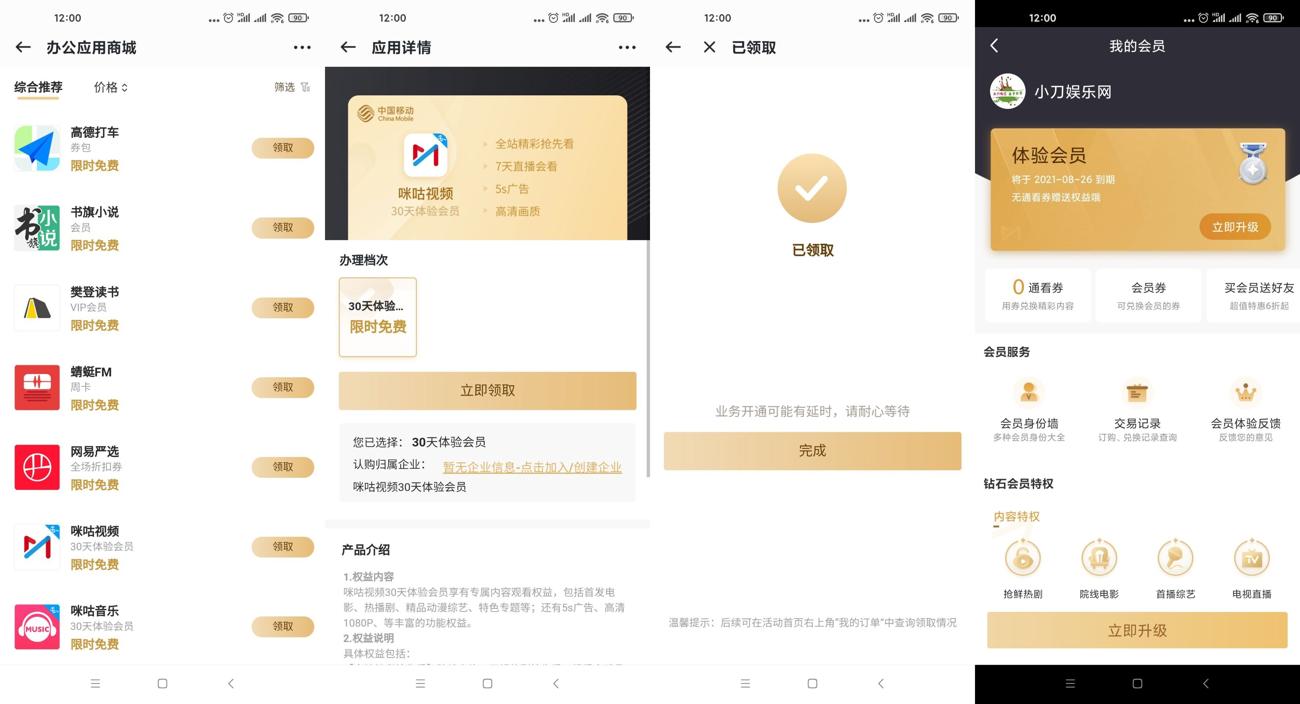 12:00
HD
90
办公应用商城
综合推荐
价格
筛选
高德打车
券包
限时免费
领取
书旗小说
书旗小说
会员
限时免费
领取
樊登读书
VIP会员
限时免费
领取
蜻蜓FM
周卡
限时免费
领取
网易严选
全场折扣券
限时免费
领取
咪咕视频
30天体验会员
限时免费
领取
MUSIC
咪咕音乐
30天体验会员
限时免费
领取
12:00
HD
90
应用详情
中国移动
China Mobile
咪咕视频
30天体验会员
全站精彩抢先看
7天直播会看
5s广告
高清画质
办理档次
30天体验...
限时免费
立即领取
您已选择： 30天体验会员
认购归属企业： 暂无企业信息-点击加入/创建企业
咪咕视频30天体验会员
产品介绍
1.权益内容
咪咕视频30天体验会员享有专属内容观看权益，包括首发电
影、热播剧、精品动漫综艺、特色专题等；还有5s广告、高清
1080P、等丰富的功能权益。
2.权益说明
具体权益包括：
12:00
HD
90
已领取
已领取
业务开通可能有延时，请耐心等待
完成
温馨提示：后续可在活动首页右上角“我的订单”中查询领取情况
12:00
HD
90
我的会员
小刀娱乐网
体验会员
将于 2021-08-26 到期
无通看券赠送权益哦
立即升级
0 通看券
用券兑换精彩内容
会员券
可兑换会员的券
买会员送好友
超值特惠6折起
会员服务
会员身份墙
多种会员身份大全
交易记录
订购、兑换记录查询
会员体验反馈
反馈您的意见
钻石会员特权
内容特权
抢鲜热剧
院线电影
首播综艺
TV
电视直播
立即升级